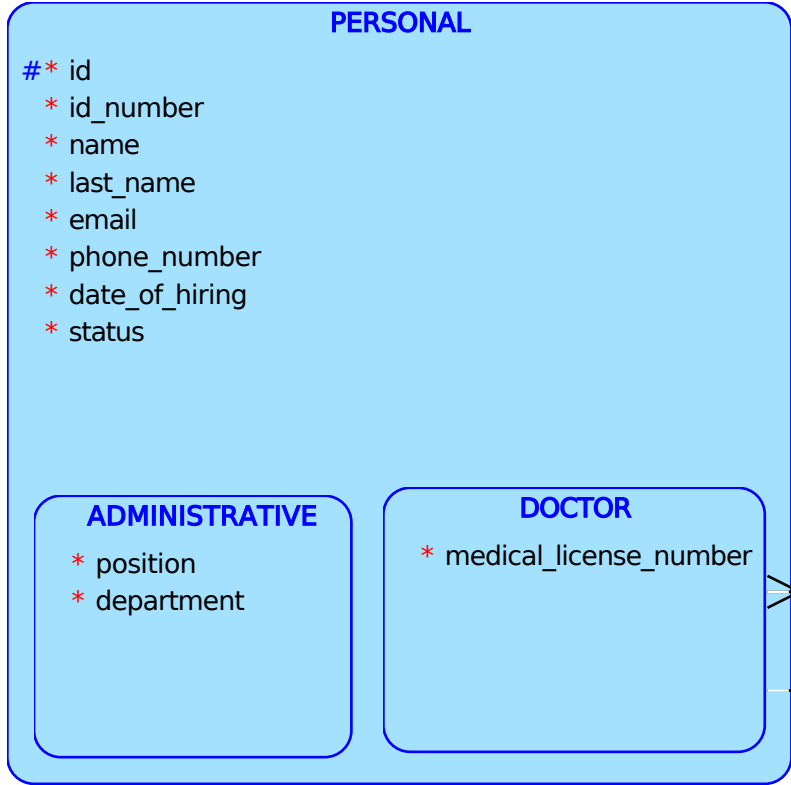 PERSONAL
#* id
* id_number
* name
* last_name
* email
* phone_number
* date_of_hiring
* status
ADMINISTRATIVE
* position
* department
DOCTOR
* medical_license_number